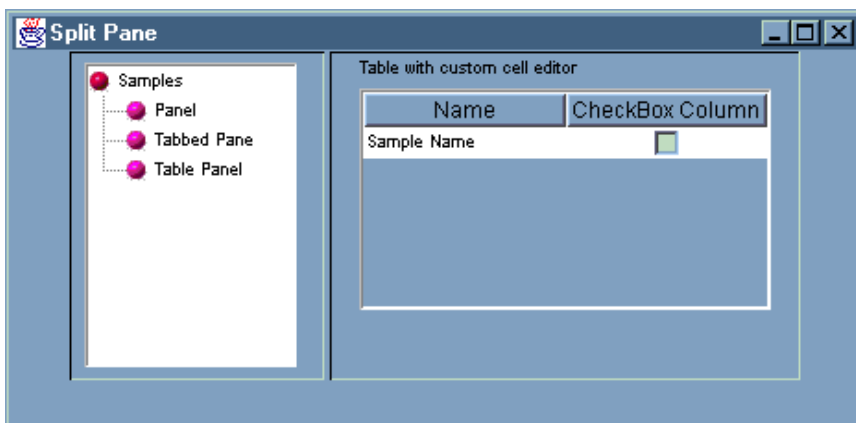 Split Pane
Samples
Panel
Tabbed Pane
Table Panel
Table with custom cell editor
Name CheckBox Column
Sample Name